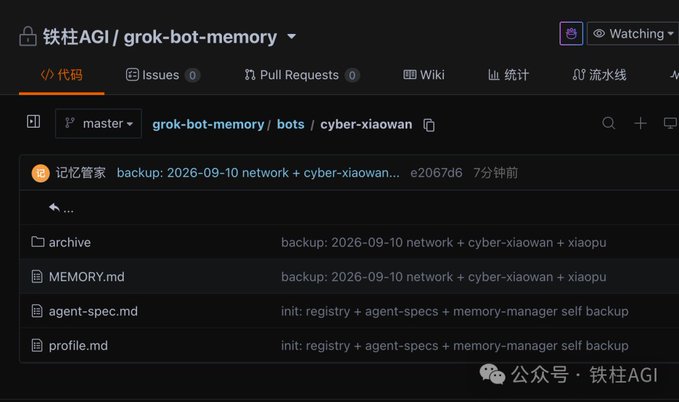 铁柱AGI / grok-bot-memory
Watching
代码 Issues 0 Pull Requests 0 Wiki 统计 流水线
master grok-bot-memory / bots / cyber-xiaowan
记 记忆管家 backup: 2026-09-10 network + cyber-xiaowan... e2067d6 7分钟前
...
archive backup: 2026-09-10 network + cyber-xiaowan + xiaopu
MEMORY.md backup: 2026-09-10 network + cyber-xiaowan + xiaopu
agent-spec.md init: registry + agent-specs + memory-manager self backup
profile.md init: registry + agent-specs + memory-manager self backup
公众号 · 铁柱AGI